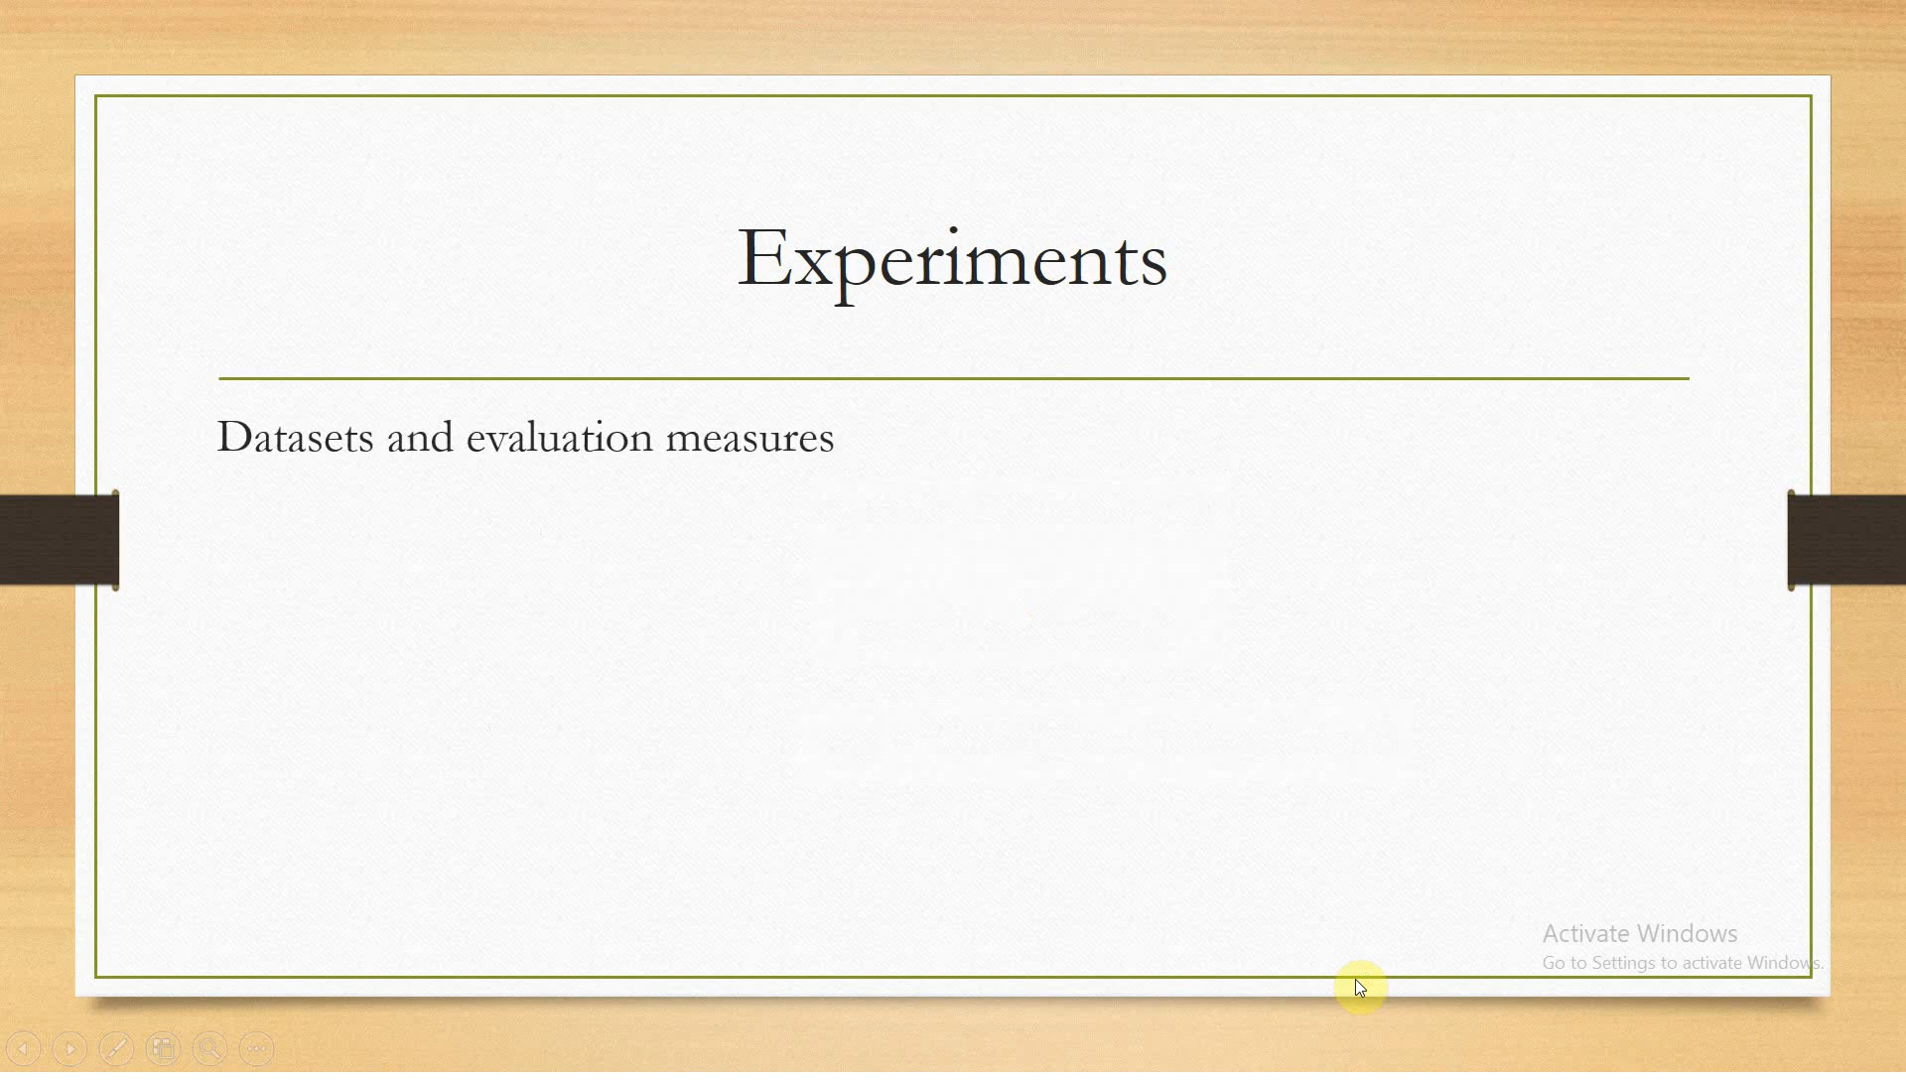 Experiments
Datasets and evaluation measures
Activate Windows
Go to Settings to activate Windows.